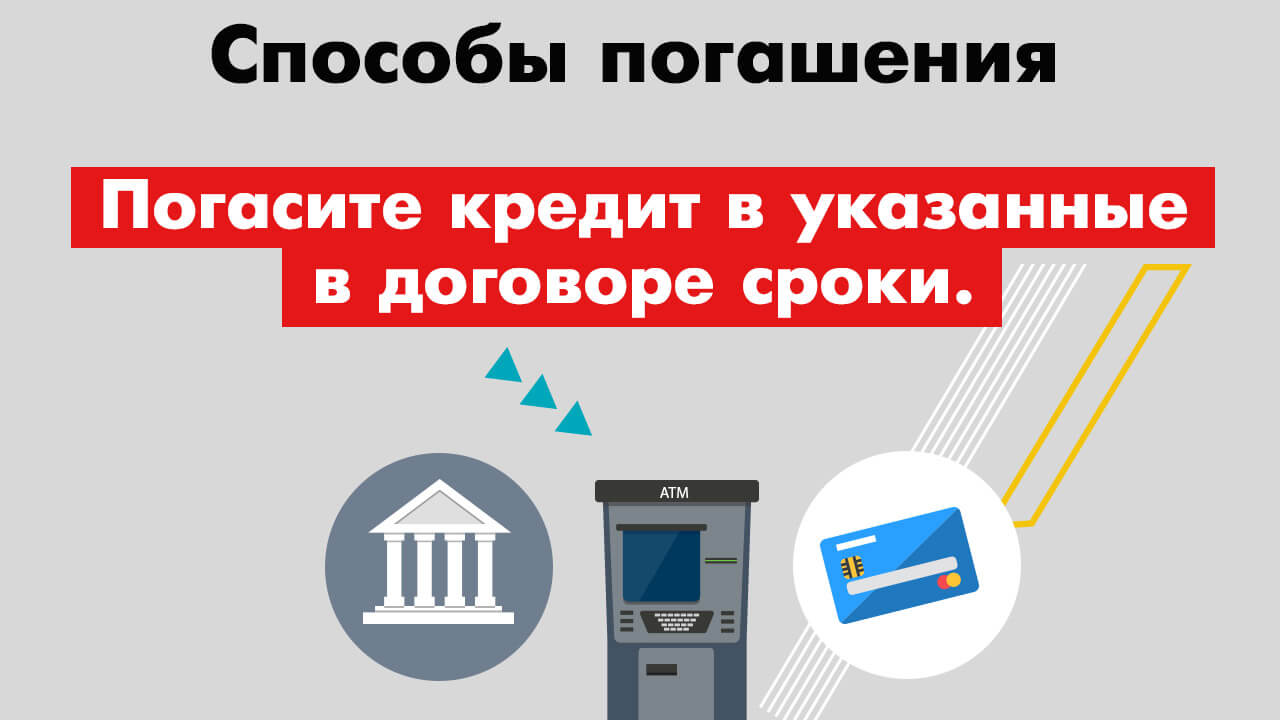 Способы погашения
Погасите кредит в указанные
в договоре сроки.
ATM